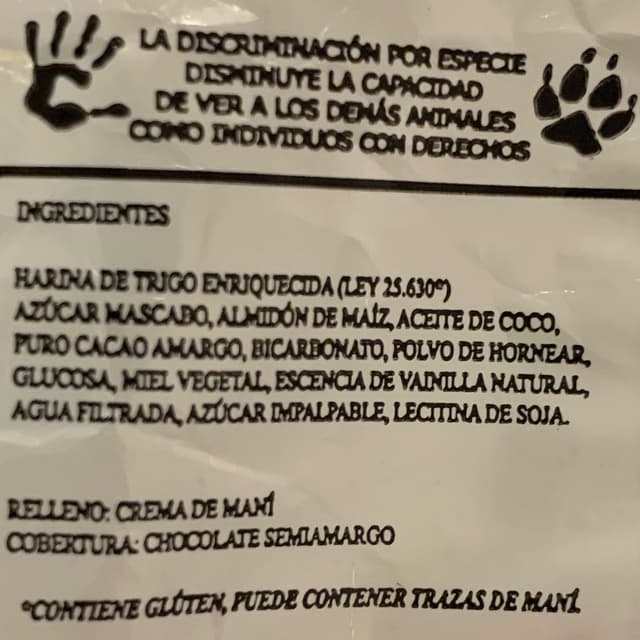 LA DISCRIMINACIÓN POR ESPECIE
DISMINUYE LA CAPACIDAD
DE VER A LOS DEMÁS ANIMALES
COMO INDIVIDUOS CON DERECHOS
INGREDIENTES
HARINA DE TRIGO ENRIQUECIDA (LEY 25.630º)
AZÚCAR MASCABO, ALMIDÓN DE MAÍZ, ACEITE DE COCO,
PURO CACAO AMARGO, BICARBONATO, POLVO DE HORNEAR,
GLUCOSA, MIEL VEGETAL, ESCENCIA DE VAINILLA NATURAL,
AGUA FILTRADA, AZÚCAR IMPALPABLE, LECITINA DE SOJA.
RELLENO: CREMA DE MANÍ
COBERTURA: CHOCOLATE SEMIAMARGO
*CONTIENE GLÚTEN, PUEDE CONTENER TRAZAS DE MANÍ.